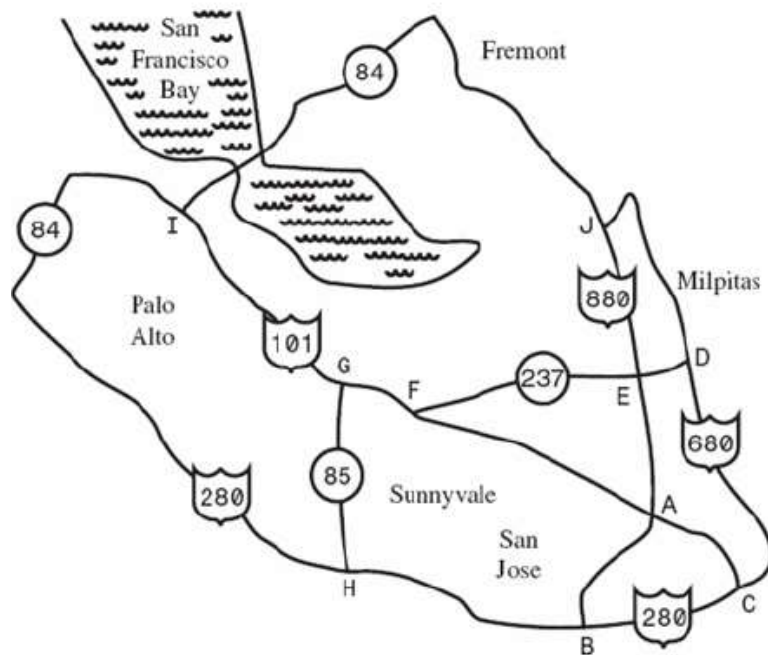 San
Francisco
Bay
84
Fremont
84
I
J
Milpitas
880
Palo
Alto
101
G
F
237
E
D
680
85
280
Sunnyvale
A
San
Jose
H
C
280
B